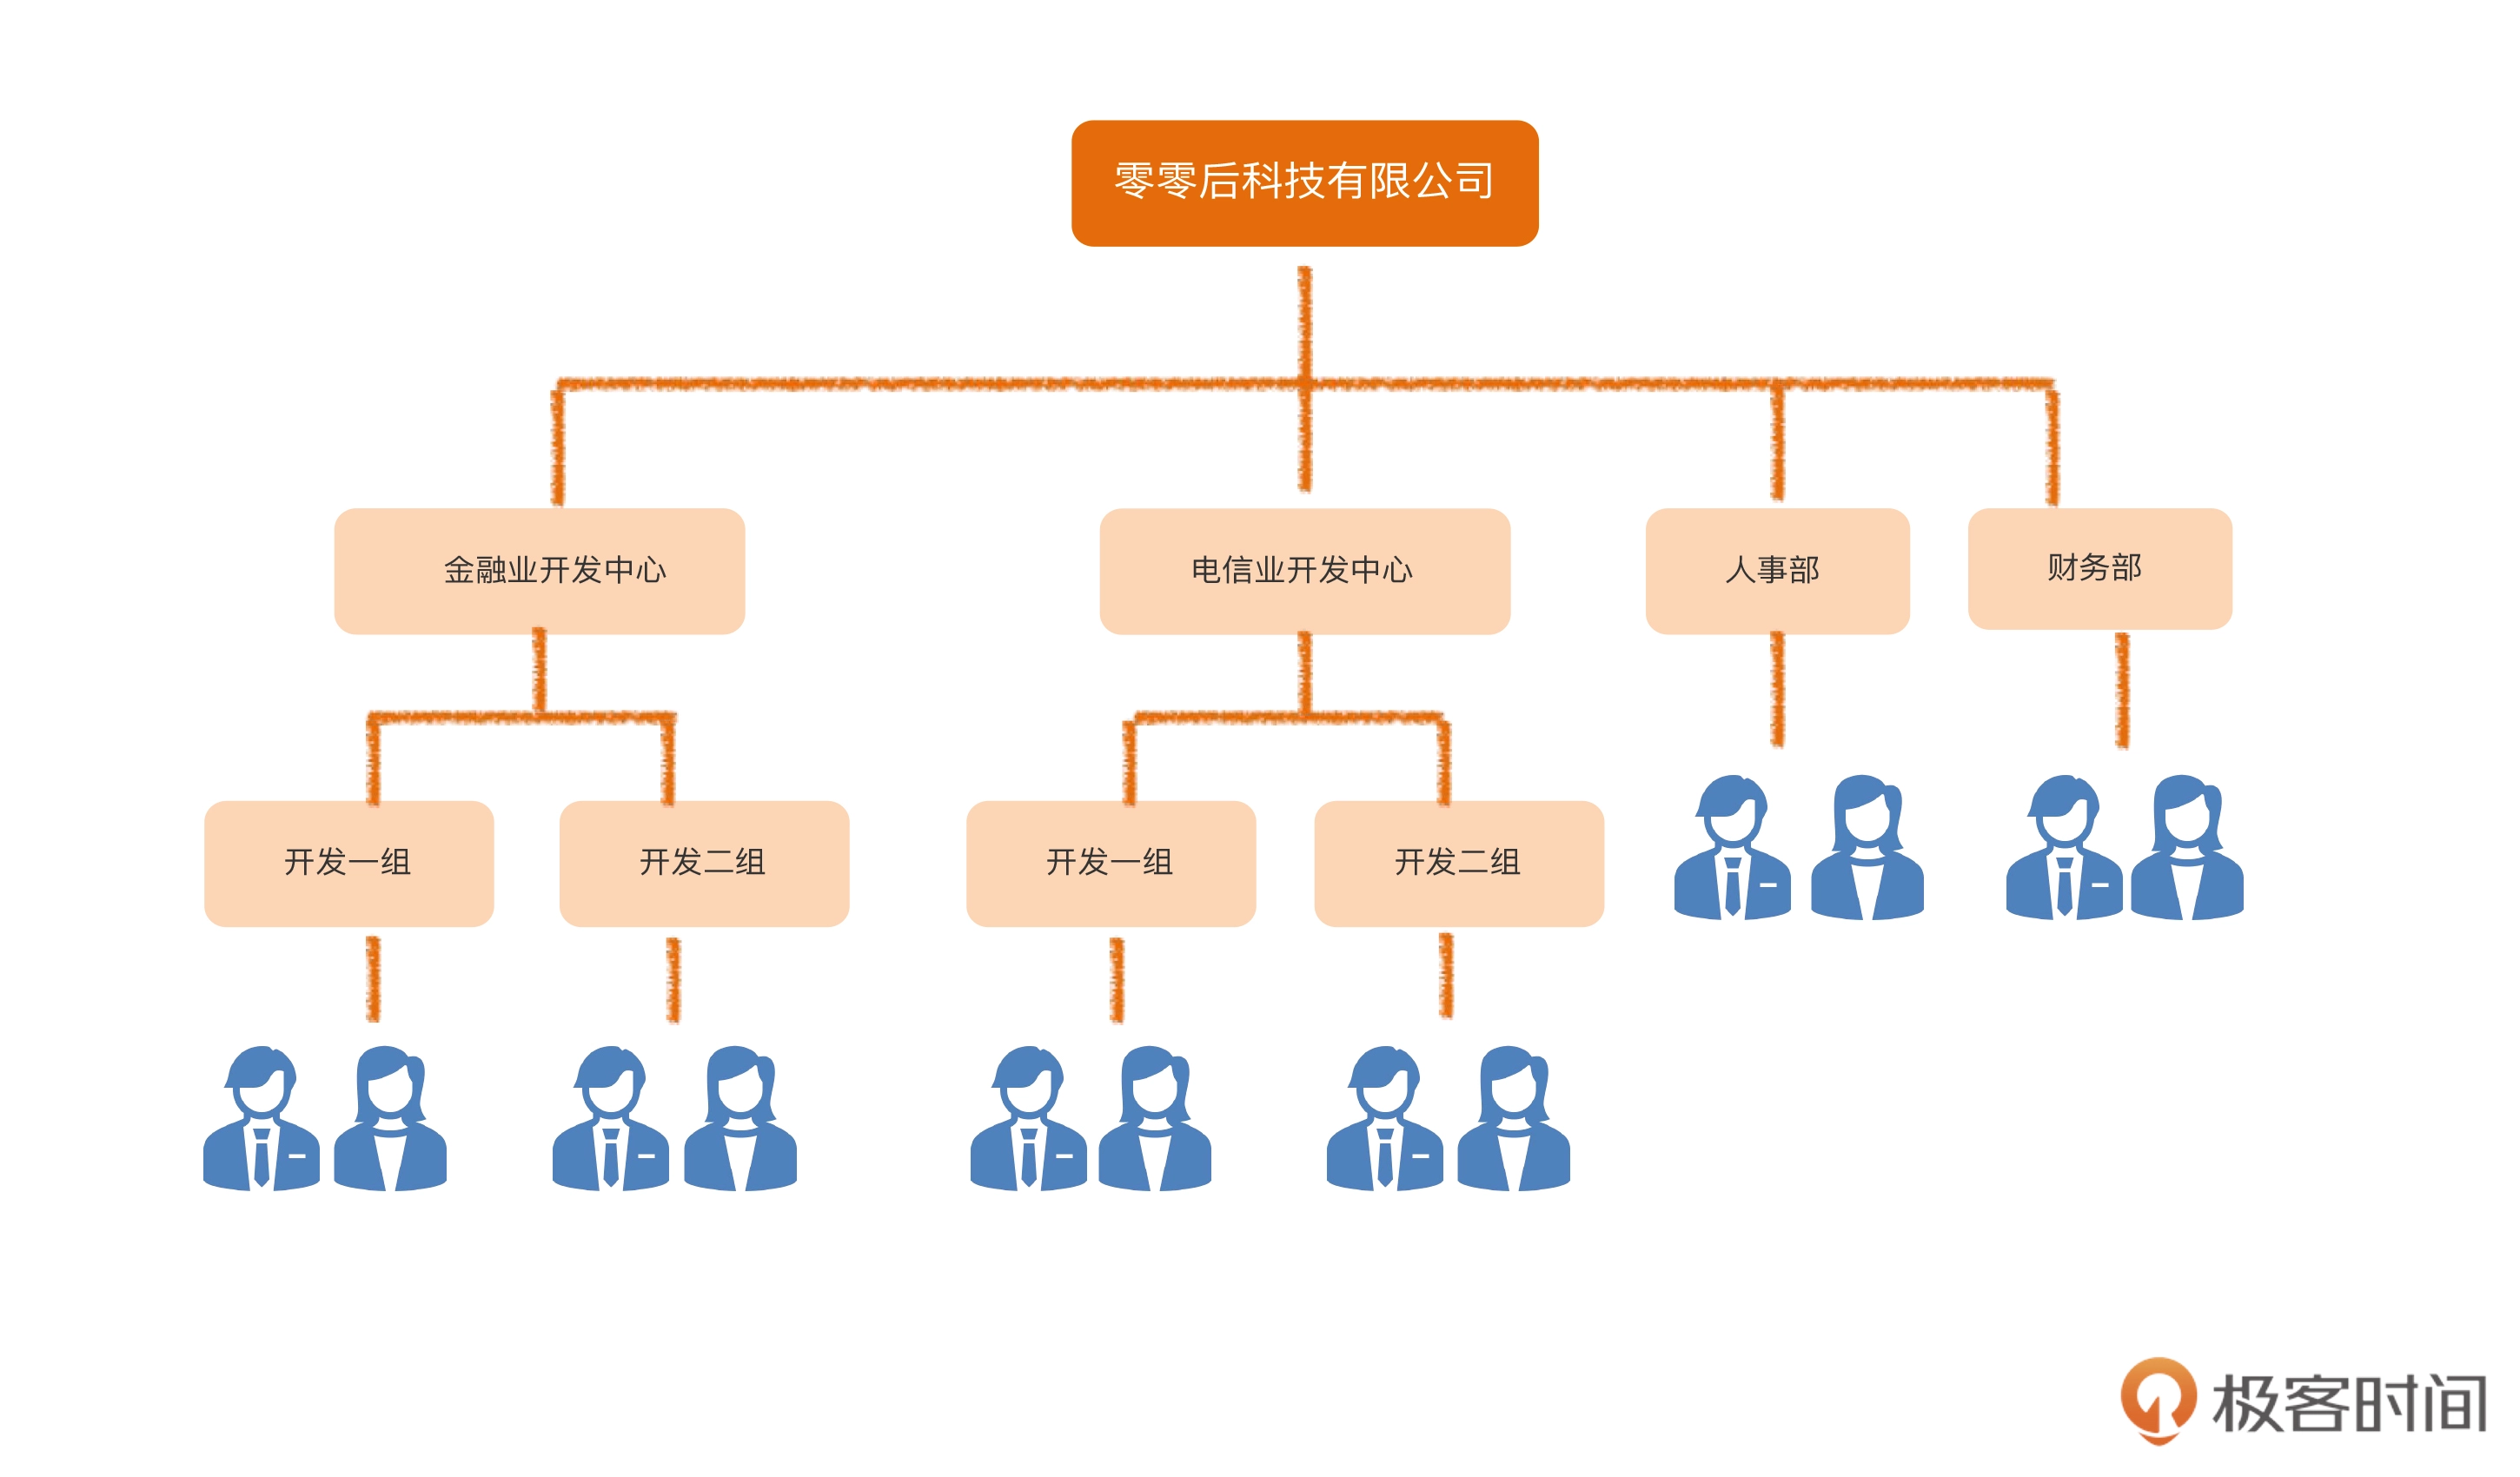 零零后科技有限公司
金融业开发中心
电信业开发中心
人事部
财务部
开发一组
开发二组
开发一组
开发二组
极客时间